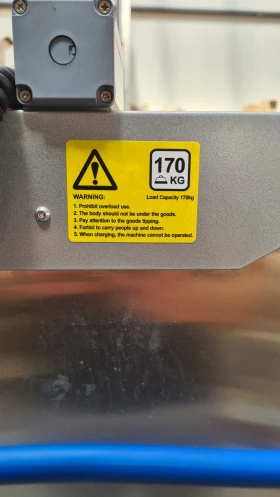 170
KG
WARNING:
Load Capacity 170kg
1. Prohibit overload use.
2. The body should not be under the goods.
3. Pay attention to the goods tipping.
4. Forbid to carry people up and down.
5. When charging, the machine cannot be operated.